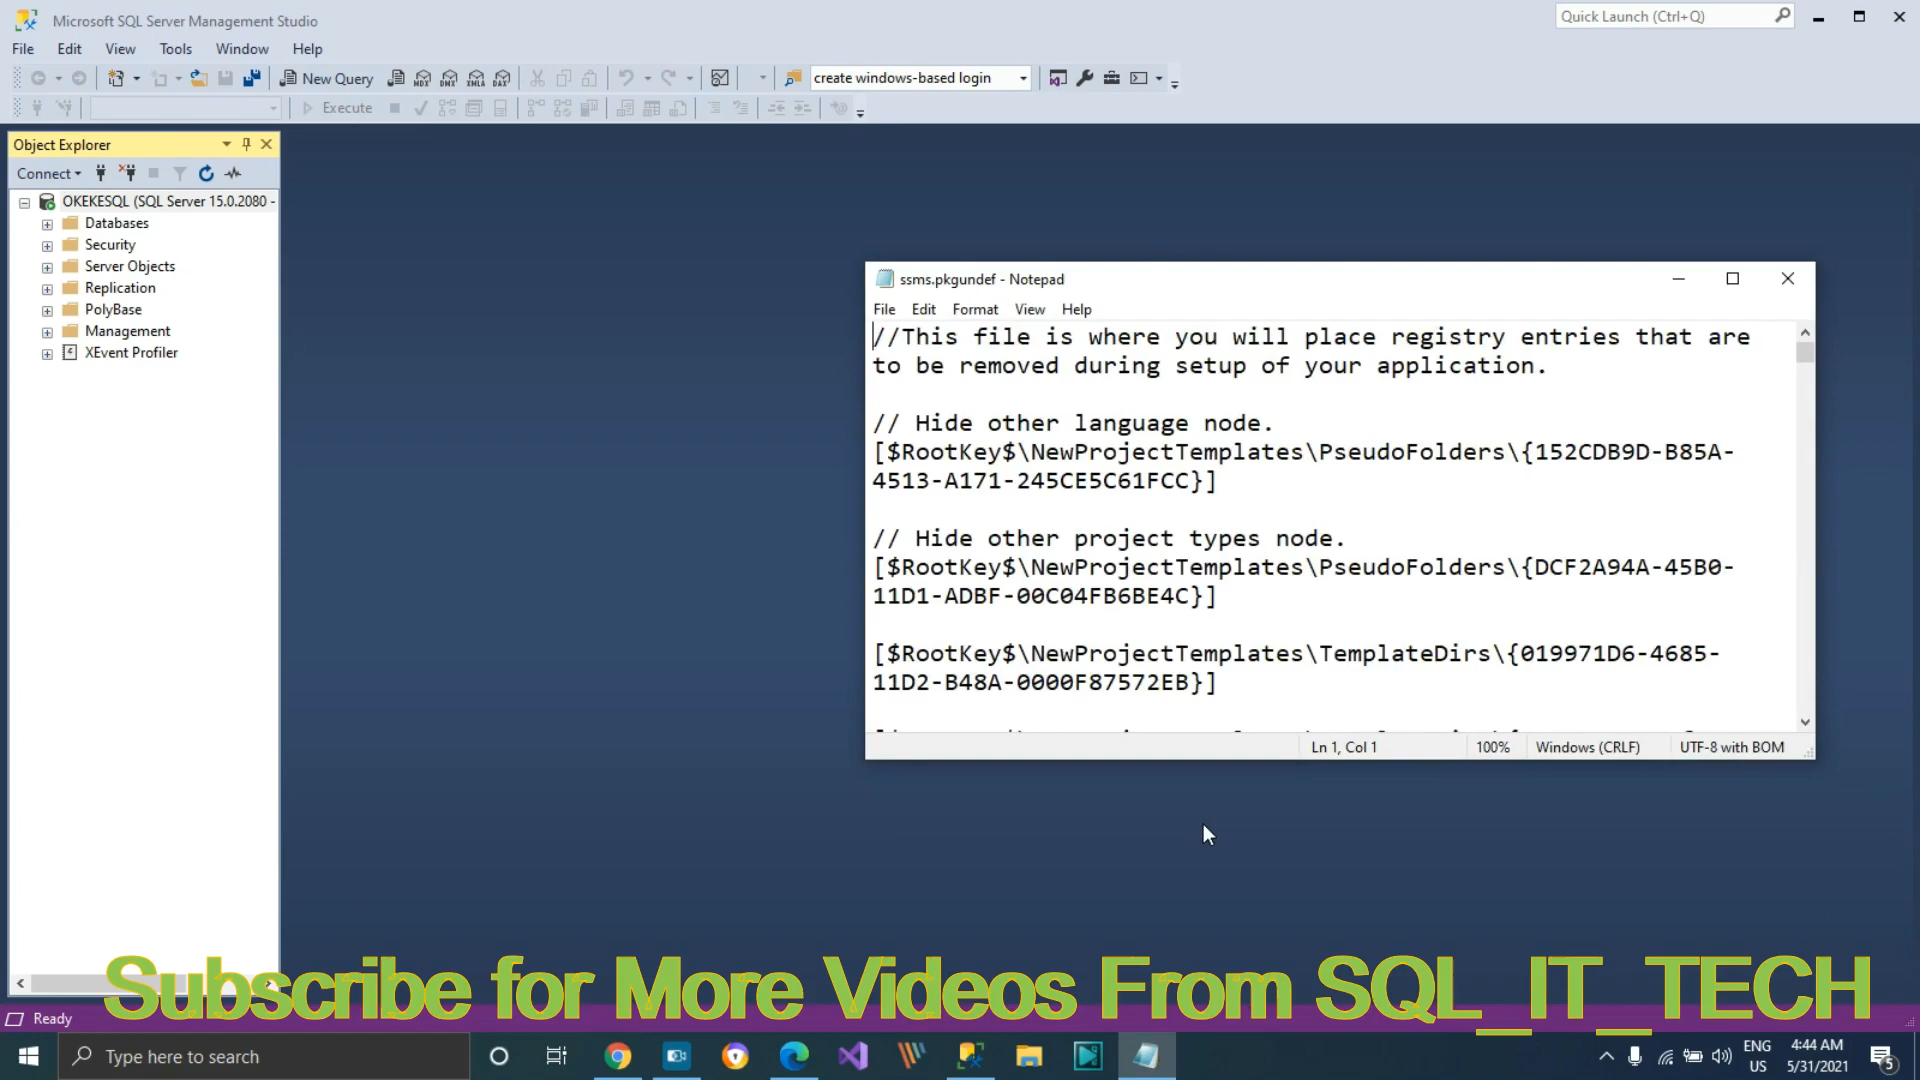 Microsoft SQL Server Management Studio
Quick Launch (Ctrl+Q)
File Edit View Tools Window Help
New Query
MDX DMX XMLA DAX
create windows-based login
Execute
Object Explorer
Connect
OKEKESQL (SQL Server 15.0.2080 -
Databases
Security
Server Objects
Replication
PolyBase
Management
XEvent Profiler
ssms.pkgundef - Notepad
File Edit Format View Help
//This file is where you will place registry entries that are
to be removed during setup of your application.
// Hide other language node.
[$RootKey$\NewProjectTemplates\PseudoFolders\{152CDB9D-B85A-
4513-A171-245CE5C61FCC}]
// Hide other project types node.
[$RootKey$\NewProjectTemplates\PseudoFolders\{DCF2A94A-45B0-
11D1-ADBF-00C04FB6BE4C}]
[$RootKey$\NewProjectTemplates\TemplateDirs\{019971D6-4685-
11D2-B48A-0000F87572EB}]
Ln 1, Col 1 100% Windows (CRLF) UTF-8 with BOM
Subscribe for More Videos From SQL_IT_TECH
Ready
Type here to search
ENG
US
4:44 AM
5/31/2021
5